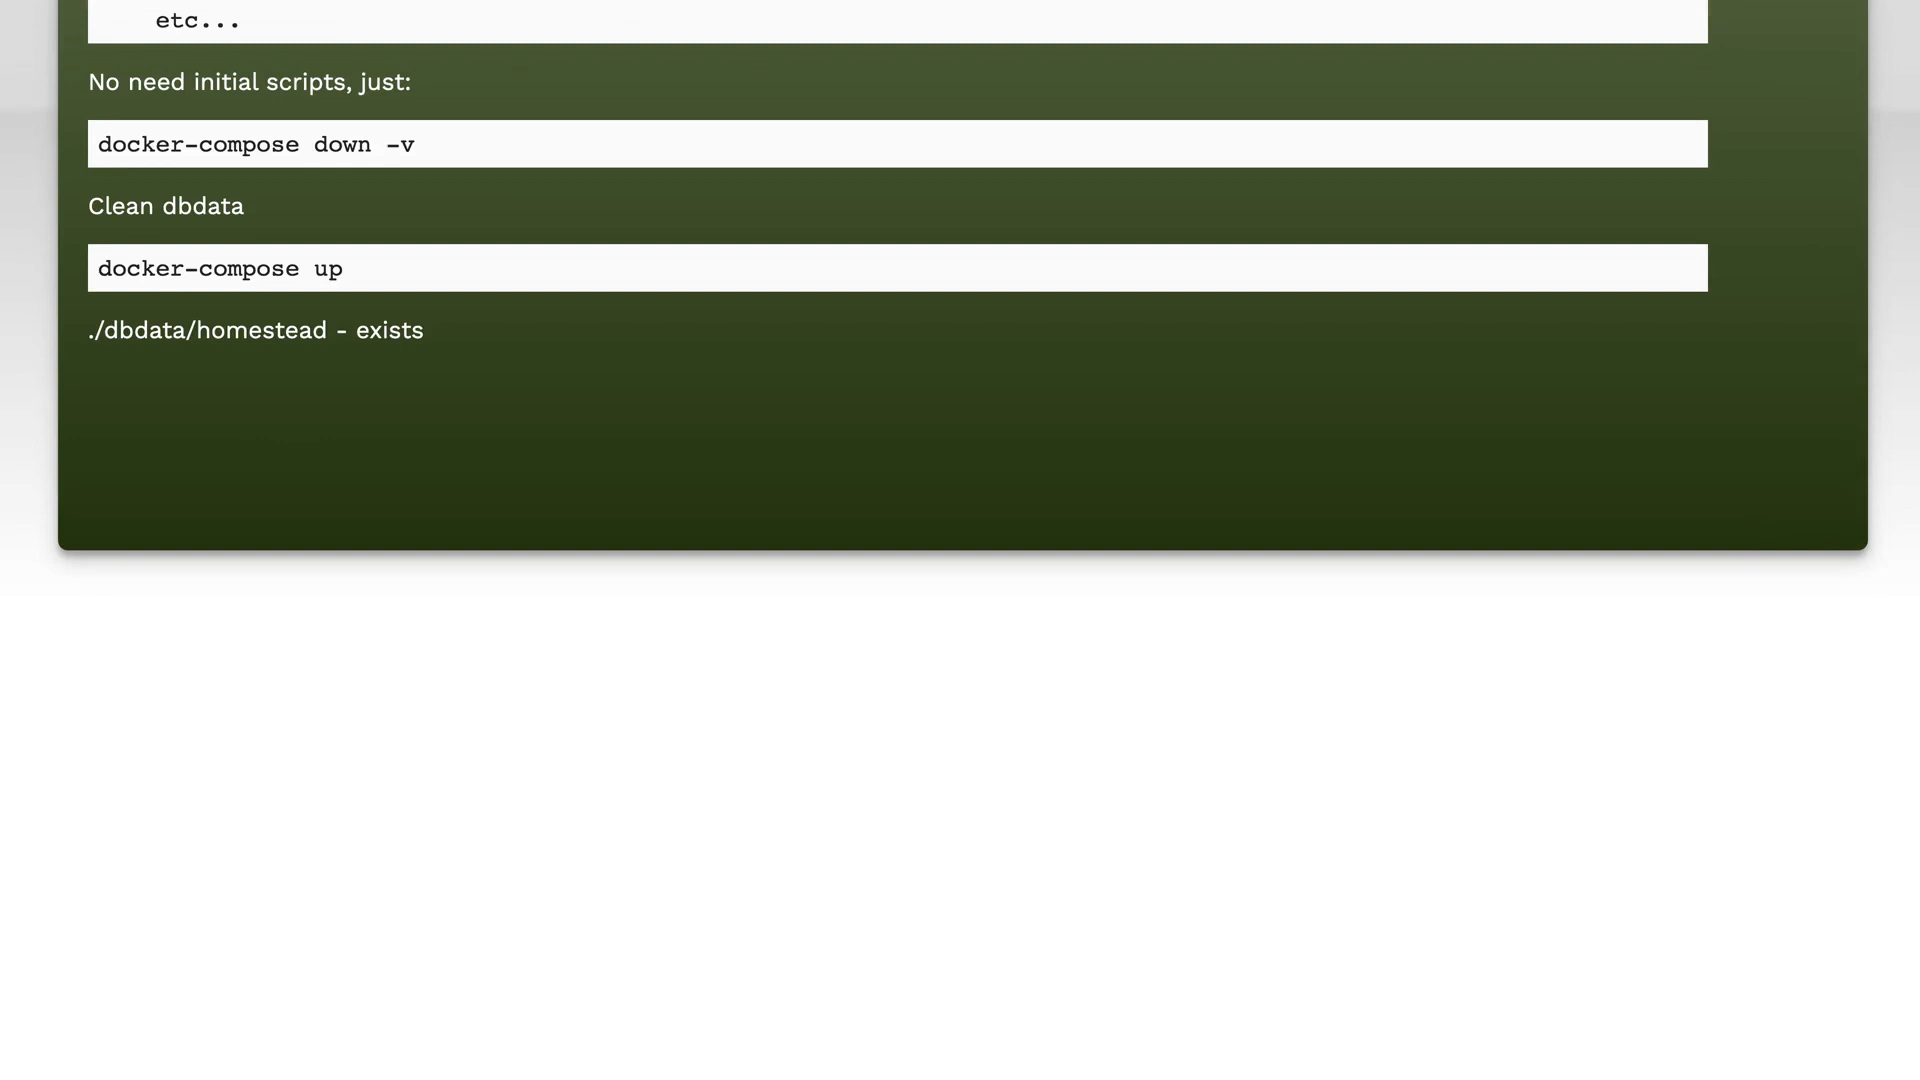 etc...
No need initial scripts, just:
docker-compose down -v
Clean dbdata
docker-compose up
./dbdata/homestead - exists